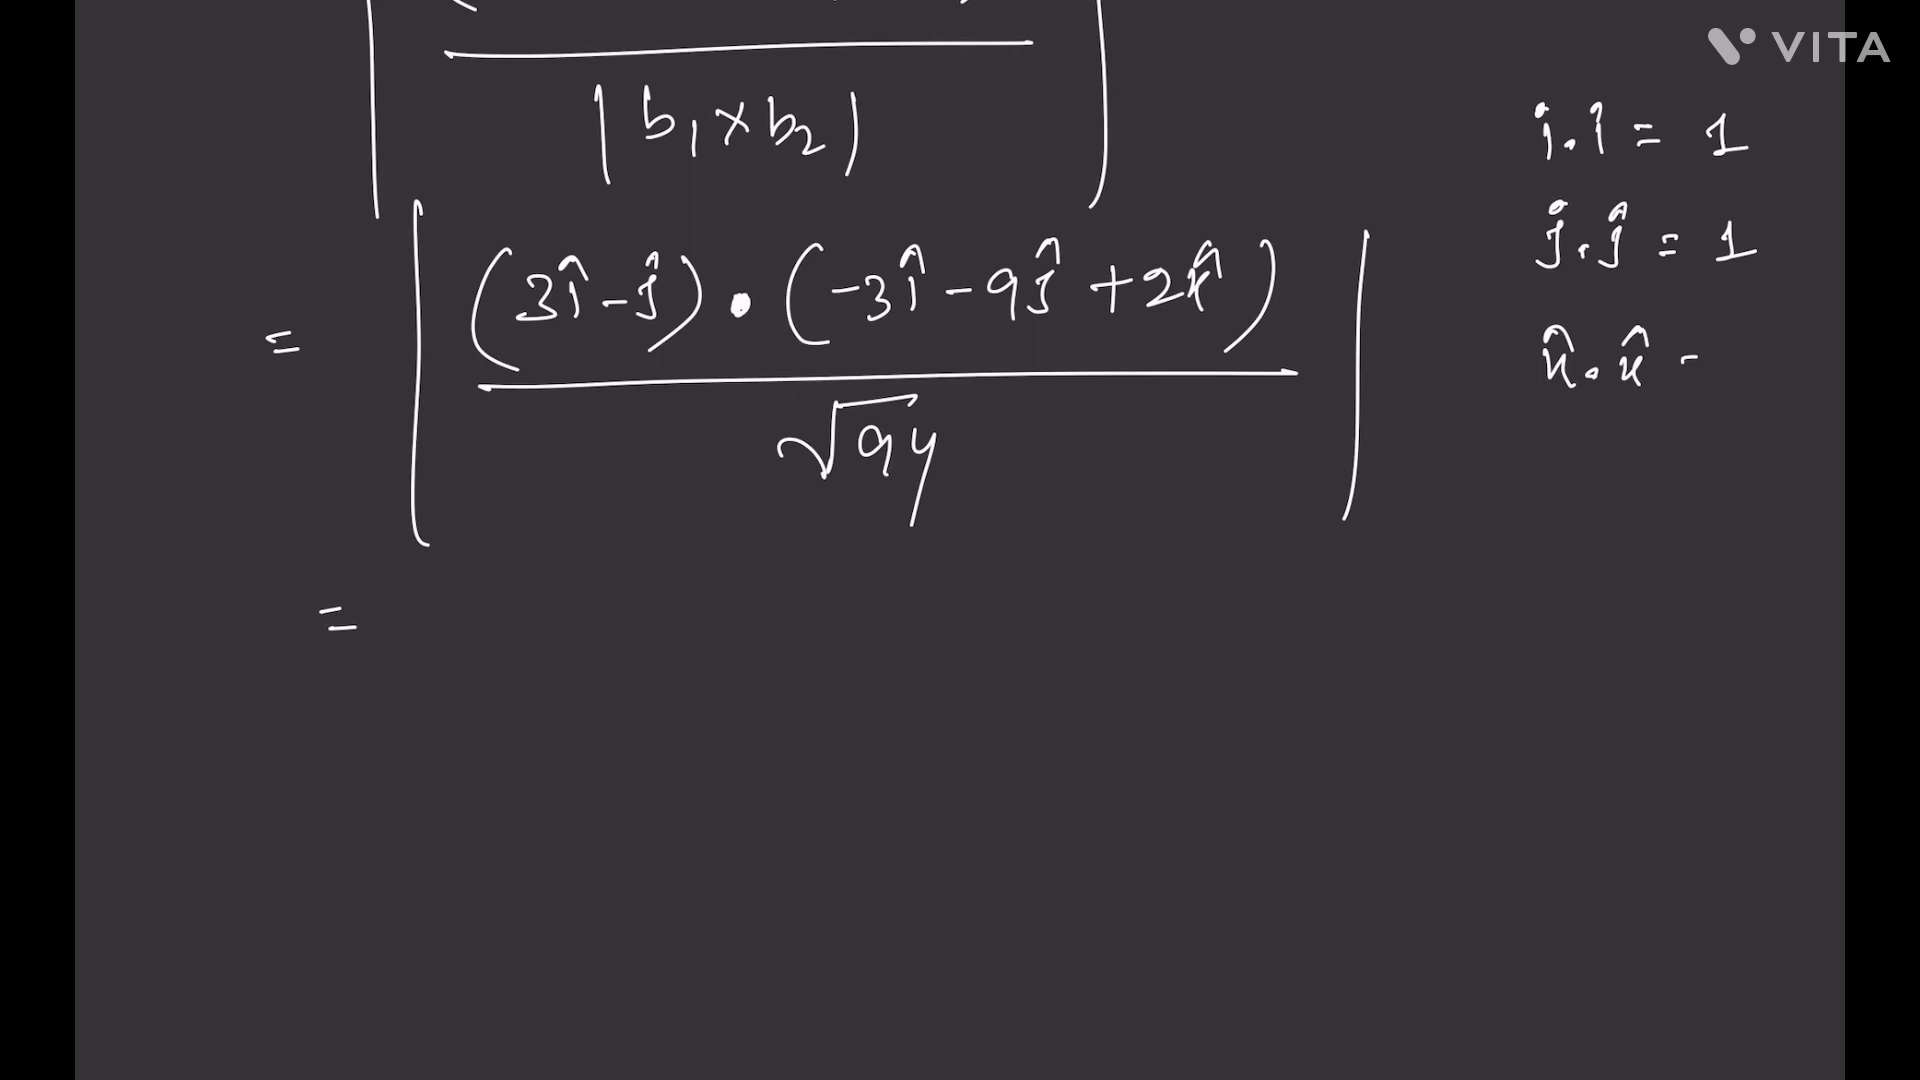 VITA
|b₁×b₂|
i.i = 1
ĵ.ĵ = 1
= |(3î-ĵ)•(-3î-9ĵ+2k̂)
√94|
k̂.k̂ =
=